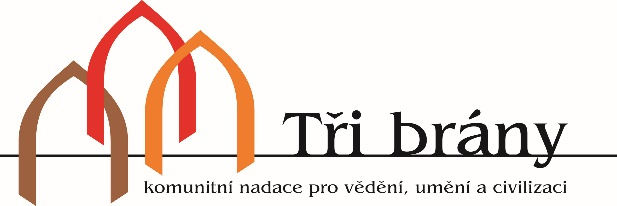 Tři brány
komunitní nadace pro vědění, umění a civilizaci